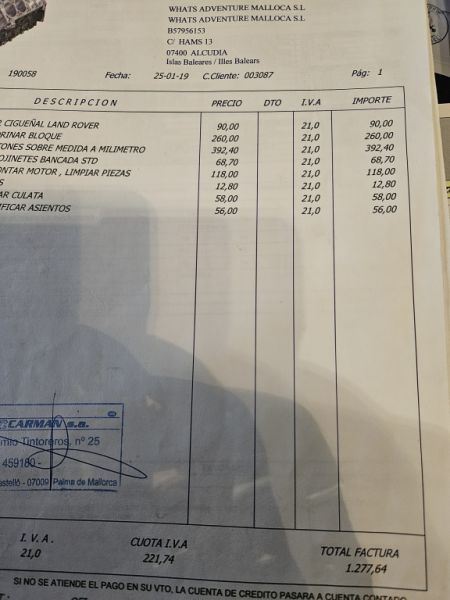 WHATS ADVENTURE MALLOCA S.L
WHATS ADVENTURE MALLOCA S.L
B57956153
C/ HAMS 13
07400 ALCUDIA
Islas Baleares / Illes Balears
190058 Fecha: 25-01-19 C.Cliente: 003087 Pág: 1
DESCRIPCION PRECIO DTO I.V.A IMPORTE
CIGUEÑAL LAND ROVER 90,00 21,0 90,00
BLOQUE 260,00 21,0 260,00
SOBRE MEDIDA A MILIMETRO 392,40 21,0 392,40
OJINETES BANCADA STD 68,70 21,0 68,70
ONTAR MOTOR , LIMPIAR PIEZAS 118,00 21,0 118,00
S 12,80 21,0 12,80
AR CULATA 58,00 21,0 58,00
IFICAR ASIENTOS 56,00 21,0 56,00
CARMAN s.a.
Tintoreros, nº 25
459180 -
astelló - 07009 Palma de Mallorca
I.V.A. CUOTA I.V.A TOTAL FACTURA
21,0 221,74 1.277,64
SI NO SE ATIENDE EL PAGO EN SU VTO, LA CUENTA DE CREDITO PASARA A CUENTA CONTADO